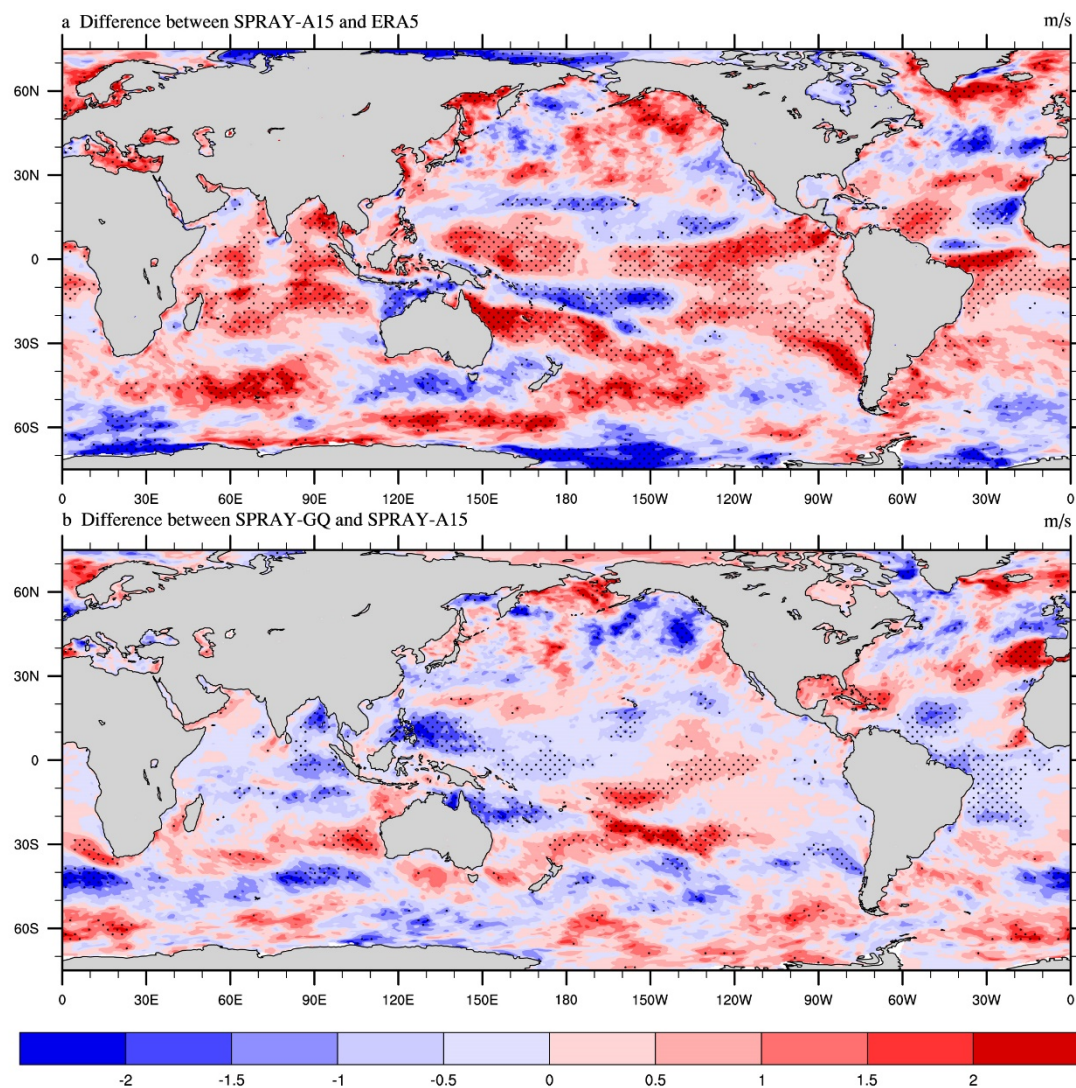 a Difference between SPRAY-A15 and ERA5 m/s
60N
30N
0
30S
60S
0 30E 60E 90E 120E 150E 180 150W 120W 90W 60W 30W 0
b Difference between SPRAY-GQ and SPRAY-A15 m/s
60N
30N
0
30S
60S
0 30E 60E 90E 120E 150E 180 150W 120W 90W 60W 30W 0
-2 -1.5 -1 -0.5 0 0.5 1 1.5 2